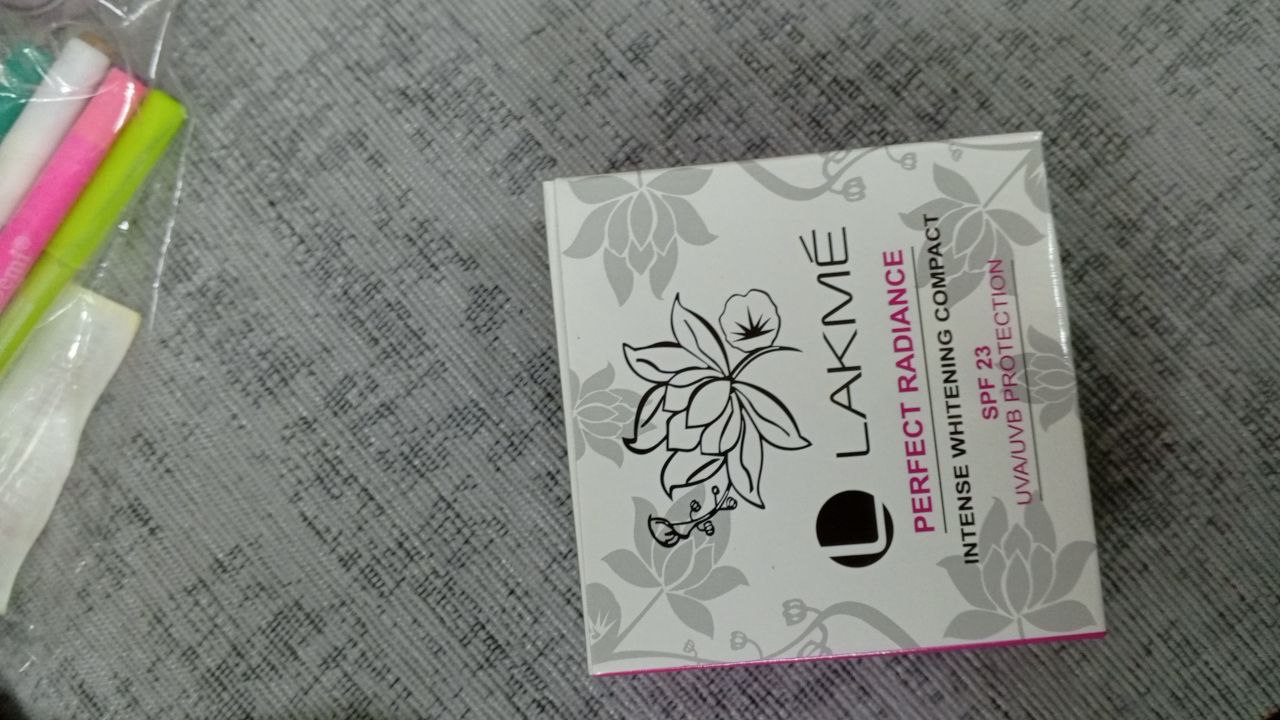 LAKMÉ
PERFECT RADIANCE
INTENSE WHITENING COMPACT
SPF 23
UVA/UVB PROTECTION